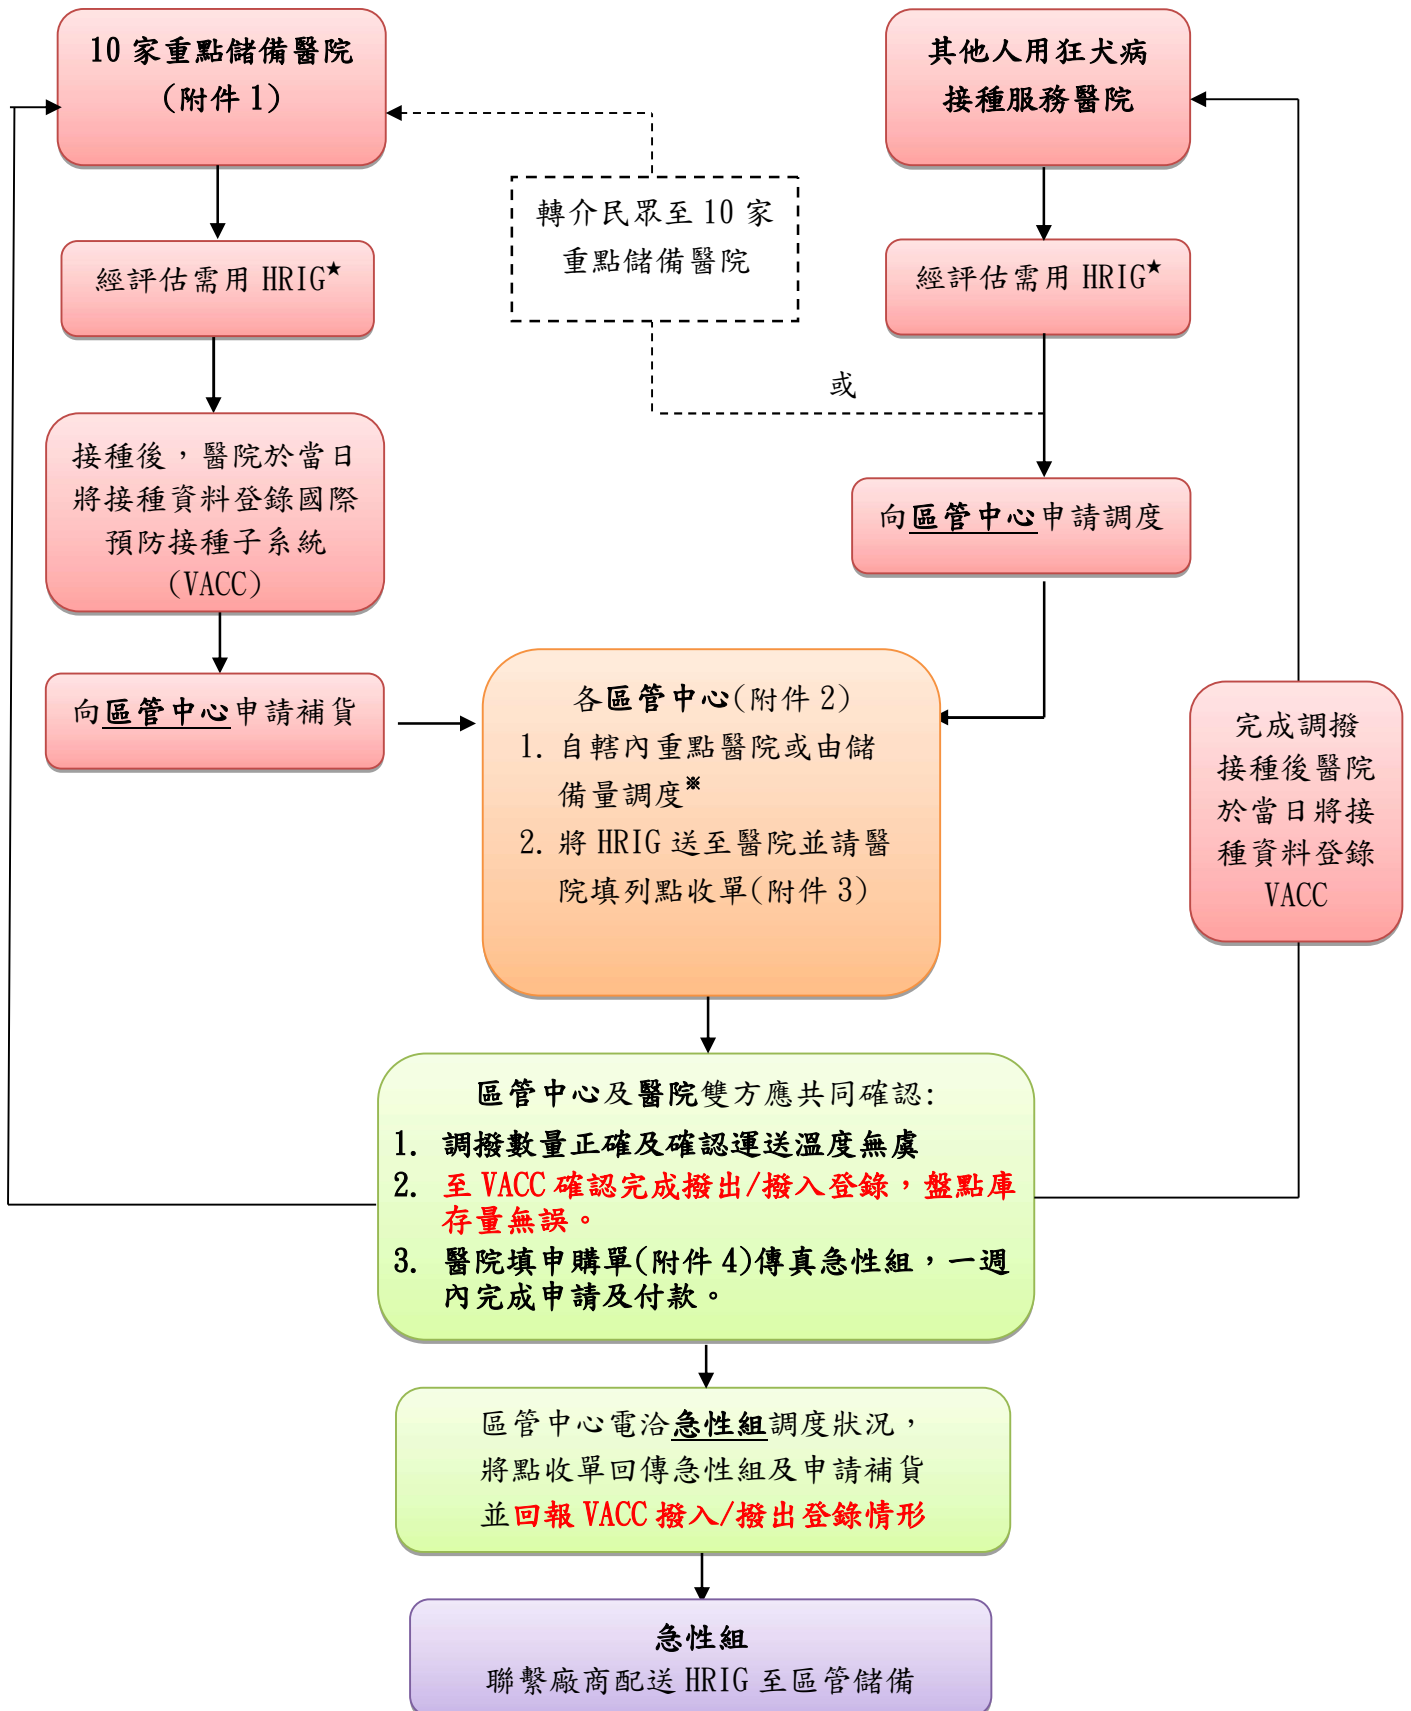 10 家重點儲備醫院
(附件 1)
經評估需用 HRIG★
接種後，醫院於當日
將接種資料登錄國際
預防接種子系統
(VACC)
向區管中心申請補貨
轉介民眾至 10 家
重點儲備醫院
其他人用狂犬病
接種服務醫院
經評估需用 HRIG★
或
向區管中心申請調度
各區管中心(附件 2)
1. 自轄內重點醫院或由儲
備量調度※
2. 將 HRIG 送至醫院並請醫
院填列點收單(附件 3)
完成調撥
接種後醫院
於當日將接
種資料登錄
VACC
區管中心及醫院雙方應共同確認:
1. 調撥數量正確及確認運送溫度無虞
2. 至 VACC 確認完成撥出/撥入登錄，盤點庫
存量無誤。
3. 醫院填申購單(附件 4)傳真急性組，一週
內完成申請及付款。
區管中心電洽急性組調度狀況，
將點收單回傳急性組及申請補貨
並回報 VACC 撥入/撥出登錄情形
急性組
聯繫廠商配送 HRIG 至區管儲備